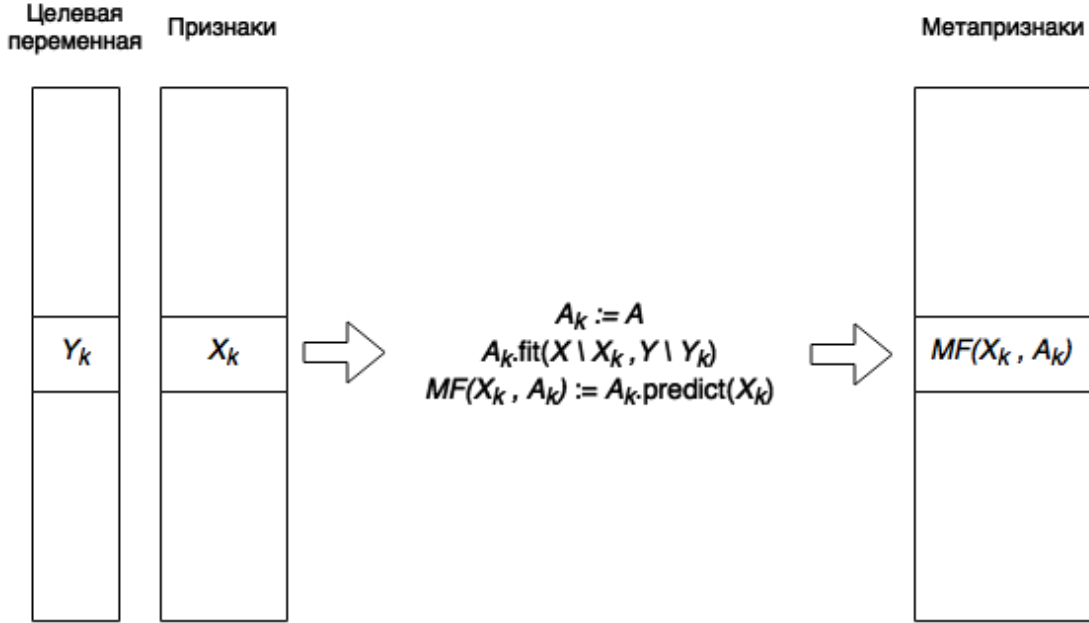 Целевая
переменная
Признаки
Метапризнаки
Yk
Xk
Ak := A
Ak.fit(X \ Xk , Y \ Yk)
MF(Xk , Ak) := Ak.predict(Xk)
MF(Xk , Ak)